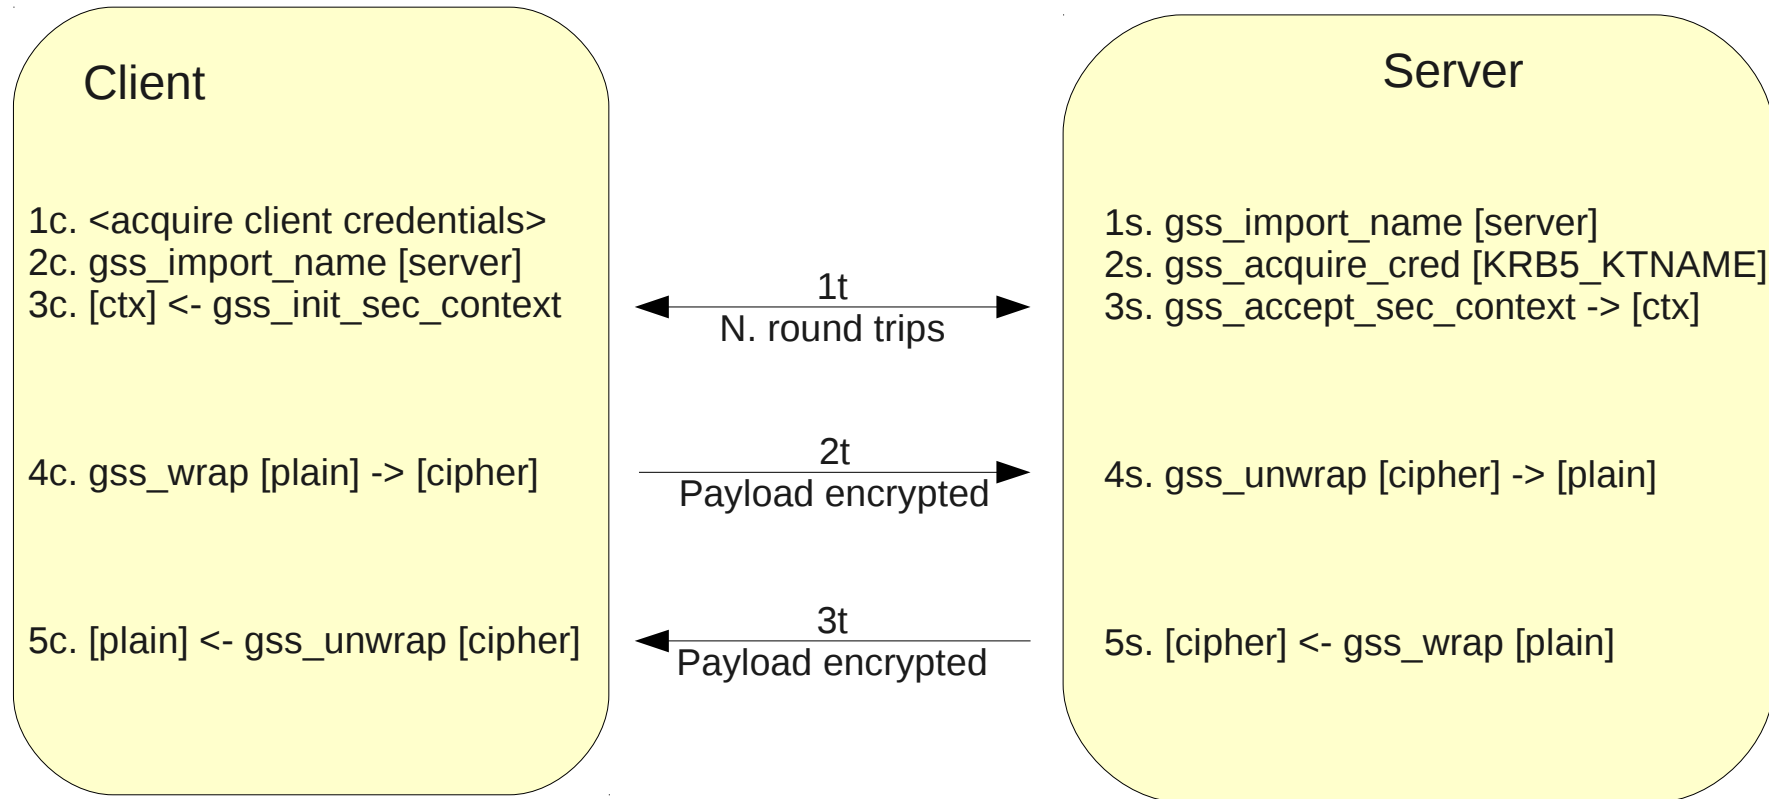 Client
1c. <acquire client credentials>
2c. gss_import_name [server]
3c. [ctx] <- gss_init_sec_context
4c. gss_wrap [plain] -> [cipher]
5c. [plain] <- gss_unwrap [cipher]
1t
N. round trips
2t
Payload encrypted
3t
Payload encrypted
Server
1s. gss_import_name [server]
2s. gss_acquire_cred [KRB5_KTNAME]
3s. gss_accept_sec_context -> [ctx]
4s. gss_unwrap [cipher] -> [plain]
5s. [cipher] <- gss_wrap [plain]